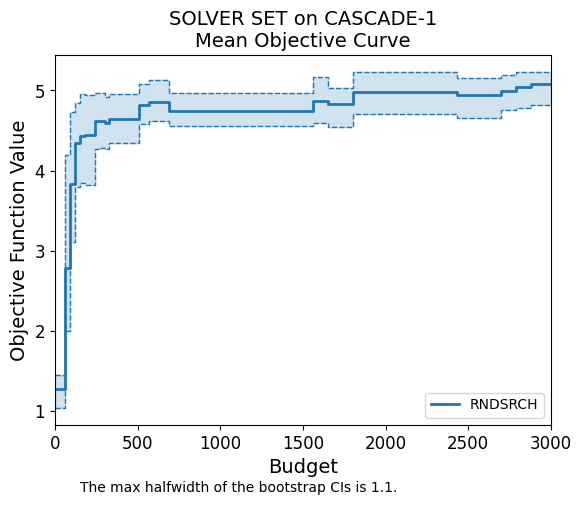 SOLVER SET on CASCADE-1
Mean Objective Curve
Objective Function Value
5
4
3
2
1
RNDSRCH
0
500
1000
1500
2000
2500
3000
Budget
The max halfwidth of the bootstrap CIs is 1.1.